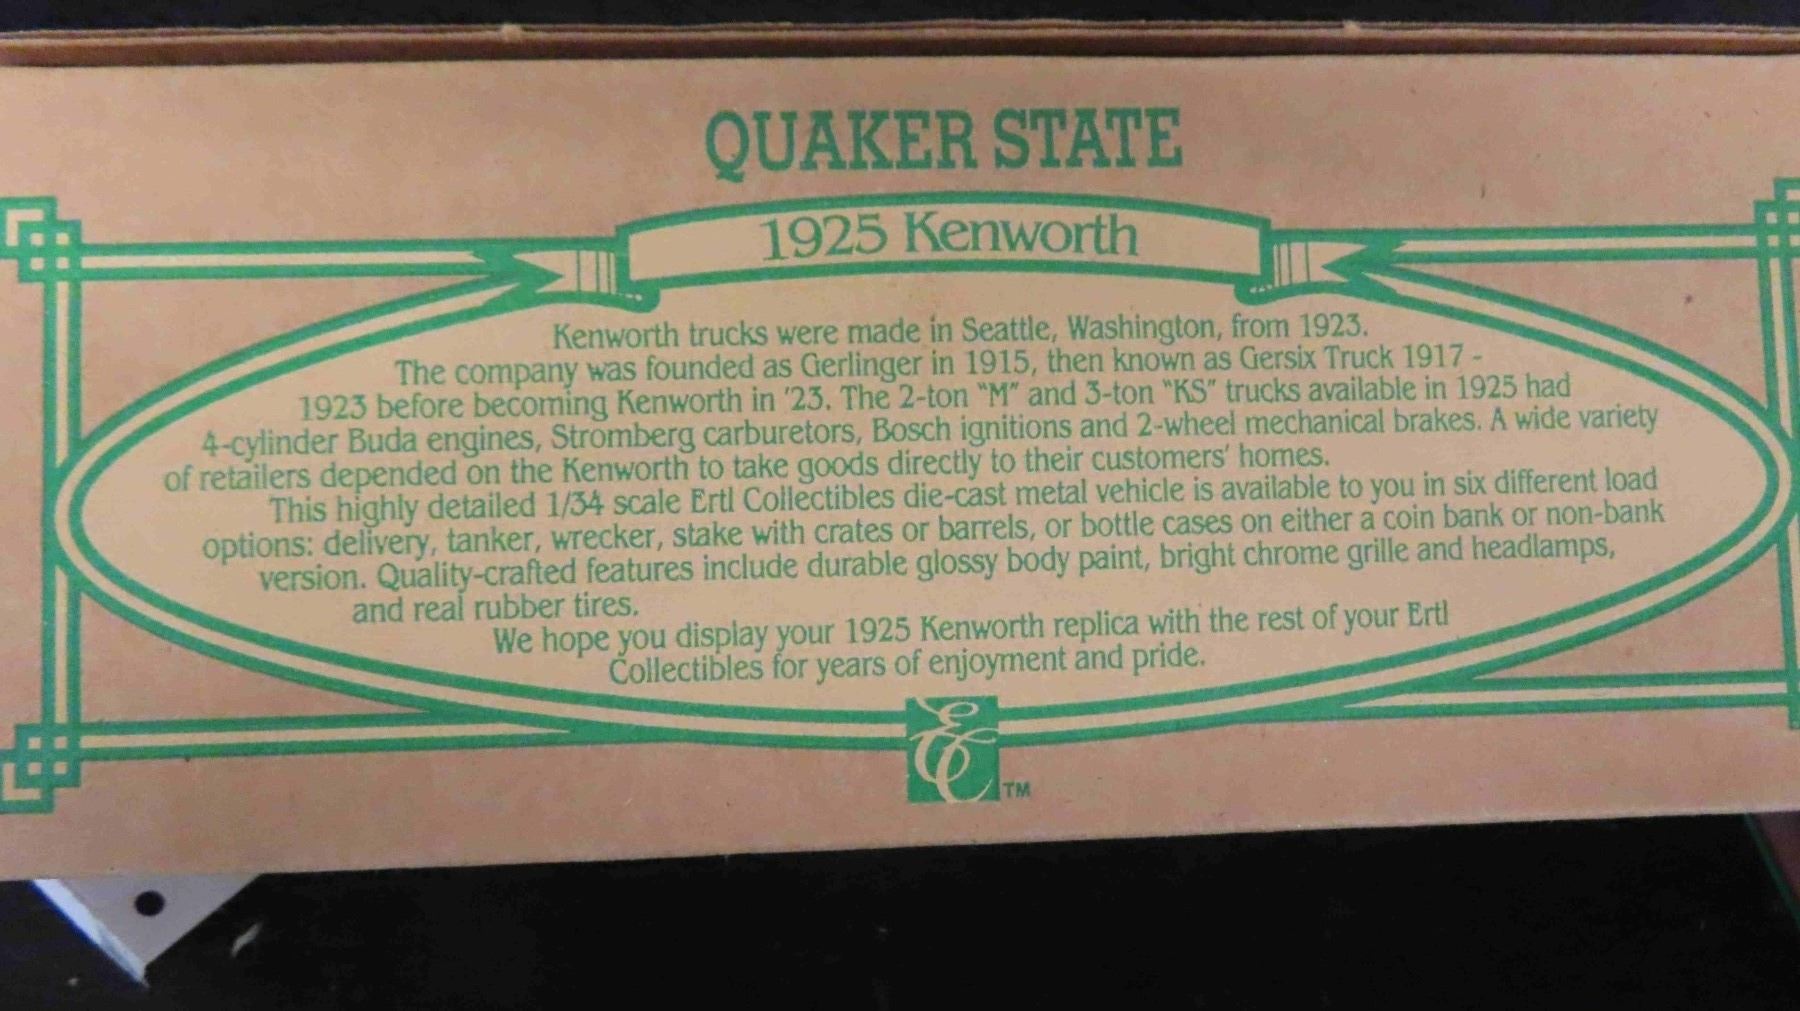 QUAKER STATE
1925 Kenworth
Kenworth trucks were made in Seattle, Washington, from 1923.
The company was founded as Gerlinger in 1915, then known as Gersix Truck 1917 -
1923 before becoming Kenworth in '23. The 2-ton "M" and 3-ton "KS" trucks available in 1925 had
4-cylinder Buda engines, Stromberg carburetors, Bosch ignitions and 2-wheel mechanical brakes. A wide variety
of retailers depended on the Kenworth to take goods directly to their customers' homes.
This highly detailed 1/34 scale Ertl Collectibles die-cast metal vehicle is available to you in six different load
options: delivery, tanker, wrecker, stake with crates or barrels, or bottle cases on either a coin bank or non-bank
version. Quality-crafted features include durable glossy body paint, bright chrome grille and headlamps,
and real rubber tires.
We hope you display your 1925 Kenworth replica with the rest of your Ertl
Collectibles for years of enjoyment and pride.
EC TM